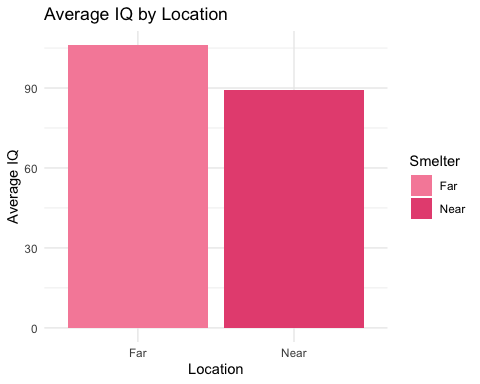 Average IQ by Location
Average IQ
90
60
30
0
Far
Near
Location
Smelter
Far
Near